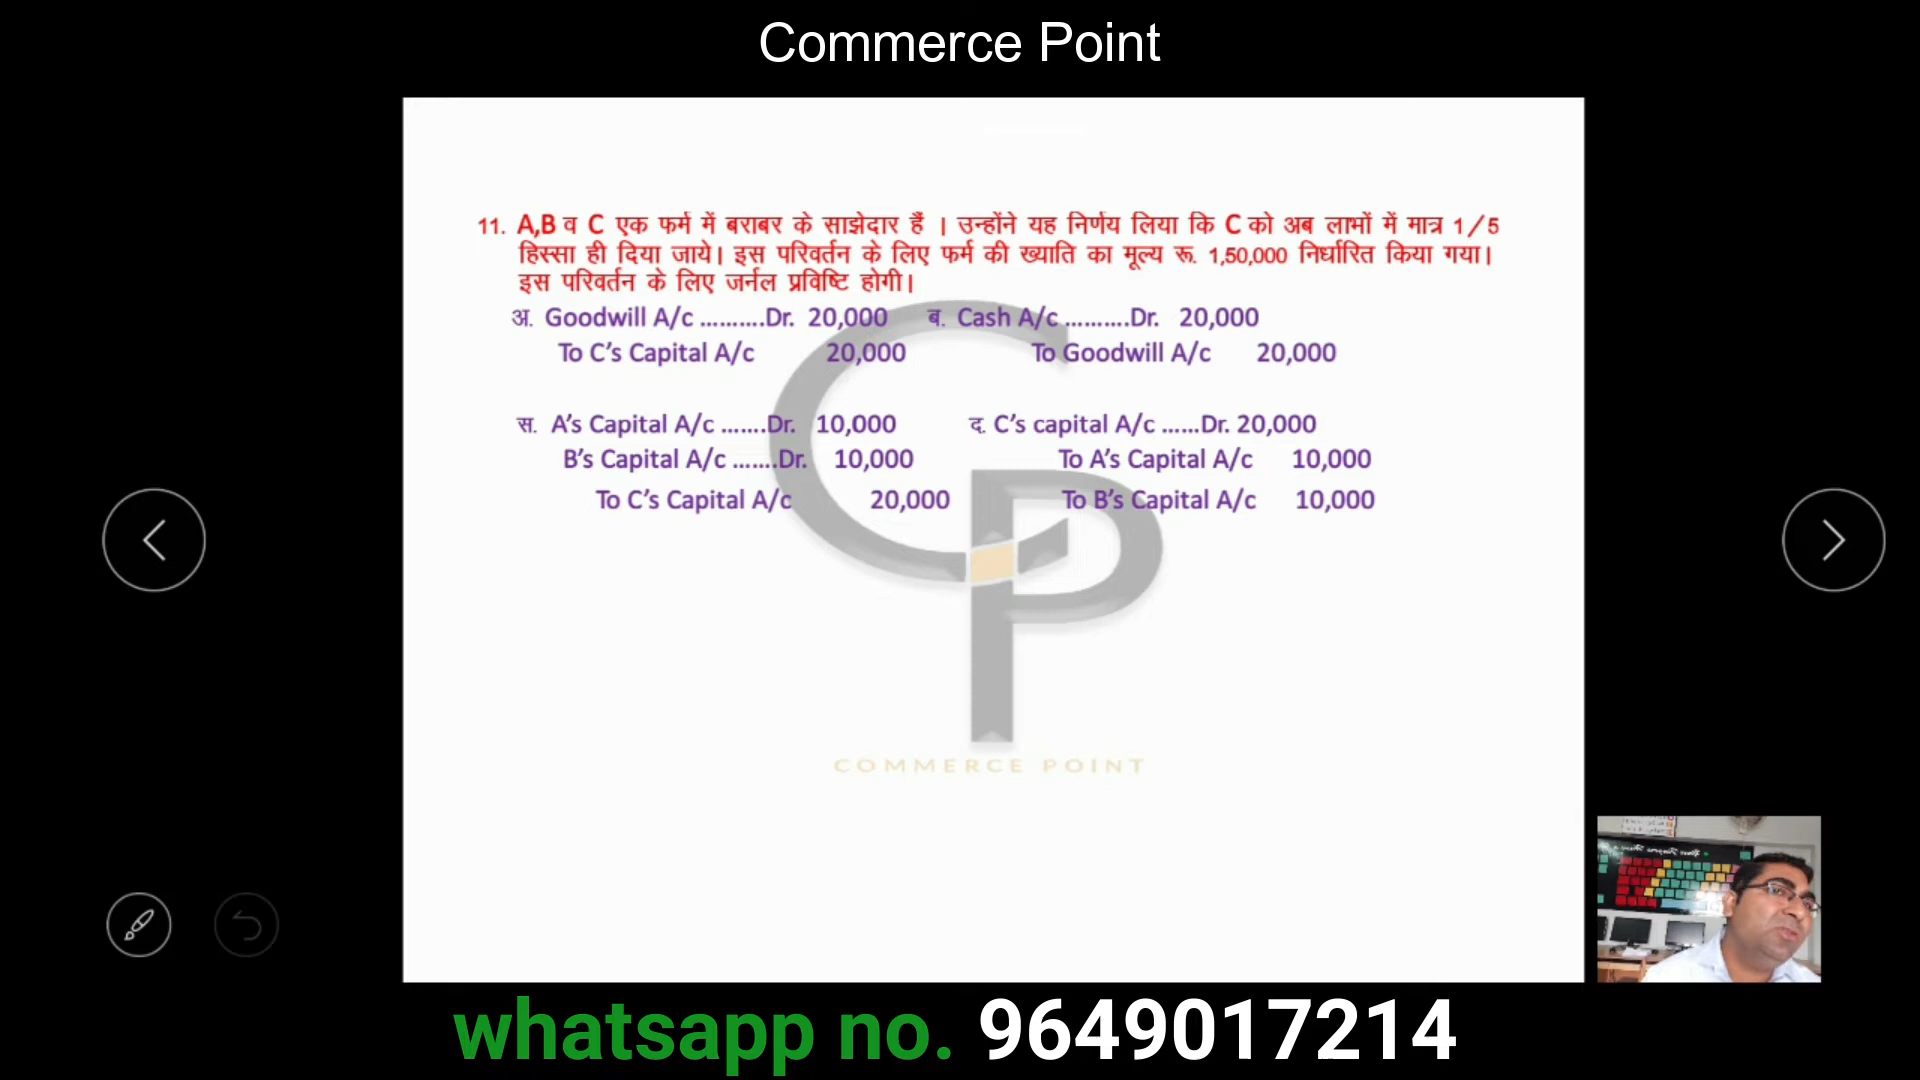 Commerce Point
11. A,B व C एक फर्म में बराबर के साझेदार हैं । उन्होंने यह निर्णय लिया कि C को अब लाभों में मात्र 1/5
हिस्सा ही दिया जाये। इस परिवर्तन के लिए फर्म की ख्याति का मूल्य रू. 1,50,000 निर्धारित किया गया।
इस परिवर्तन के लिए जर्नल प्रविष्टि होगी।
अ. Goodwill A/c ..........Dr. 20,000 ब. Cash A/c ..........Dr. 20,000
To C’s Capital A/c 20,000 To Goodwill A/c 20,000
स. A’s Capital A/c .......Dr. 10,000 द. C’s capital A/c ......Dr. 20,000
B’s Capital A/c .......Dr. 10,000 To A’s Capital A/c 10,000
To C’s Capital A/c 20,000 To B’s Capital A/c 10,000
COMMERCE POINT
whatsapp no. 9649017214